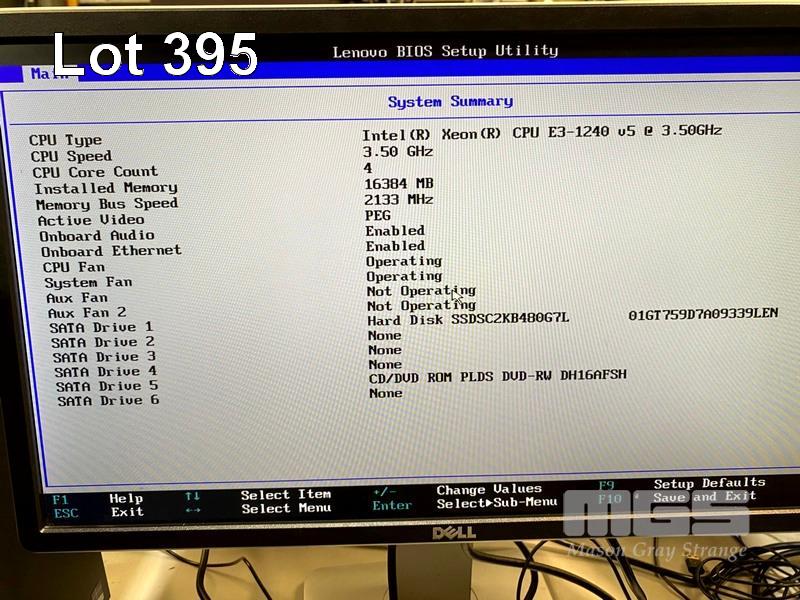 Lot 395
Lenovo BIOS Setup Utility
Main
System Summary
CPU Type Intel(R) Xeon(R) CPU E3-1240 v5 @ 3.50GHz
CPU Speed 3.50 GHz
CPU Core Count 4
Installed Memory 16384 MB
Memory Bus Speed 2133 MHz
Active Video PEG
Onboard Audio Enabled
Onboard Ethernet Enabled
CPU Fan Operating
System Fan Operating
Aux Fan Not Operating
Aux Fan 2 Not Operating
SATA Drive 1 Hard Disk SSDSC2KB480G7L 01GT759D7A09339LEN
SATA Drive 2 None
SATA Drive 3 None
SATA Drive 4 None
SATA Drive 5 CD/DVD ROM PLDS DVD-RW DH16AFSH
SATA Drive 6 None
F1 Help ↑↓ Select Item +/- Change Values F9 Setup Defaults
ESC Exit ←→ Select Menu Enter Select▶Sub-Menu F10 Save and Exit
DELL
MGS
Mason Gray Strange